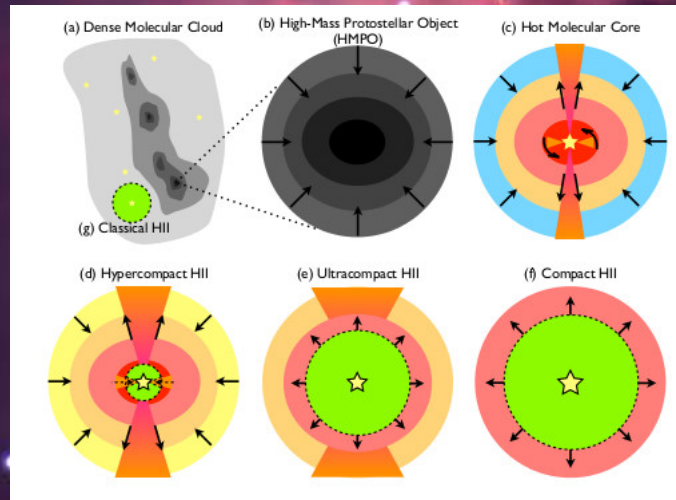 (a) Dense Molecular Cloud
(b) High-Mass Protostellar Object
(HMPO)
(c) Hot Molecular Core
(g) Classical HII
(d) Hypercompact HII
(e) Ultracompact HII
(f) Compact HII